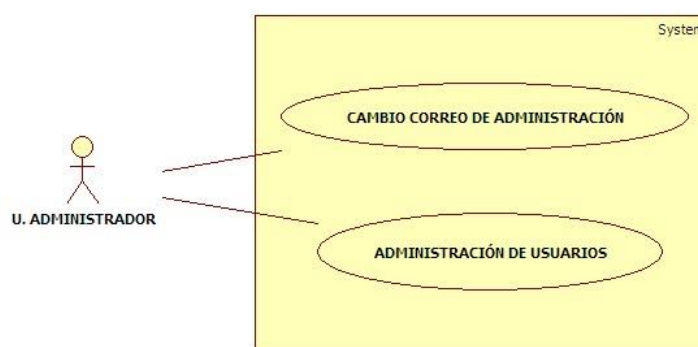 System
CAMBIO CORREO DE ADMINISTRACIÓN
U. ADMINISTRADOR
ADMINISTRACIÓN DE USUARIOS